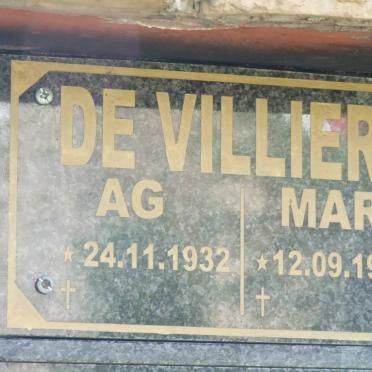 DE VILLIER
AG MAR
★ 24.11.1932 ★ 12.09.19
† †